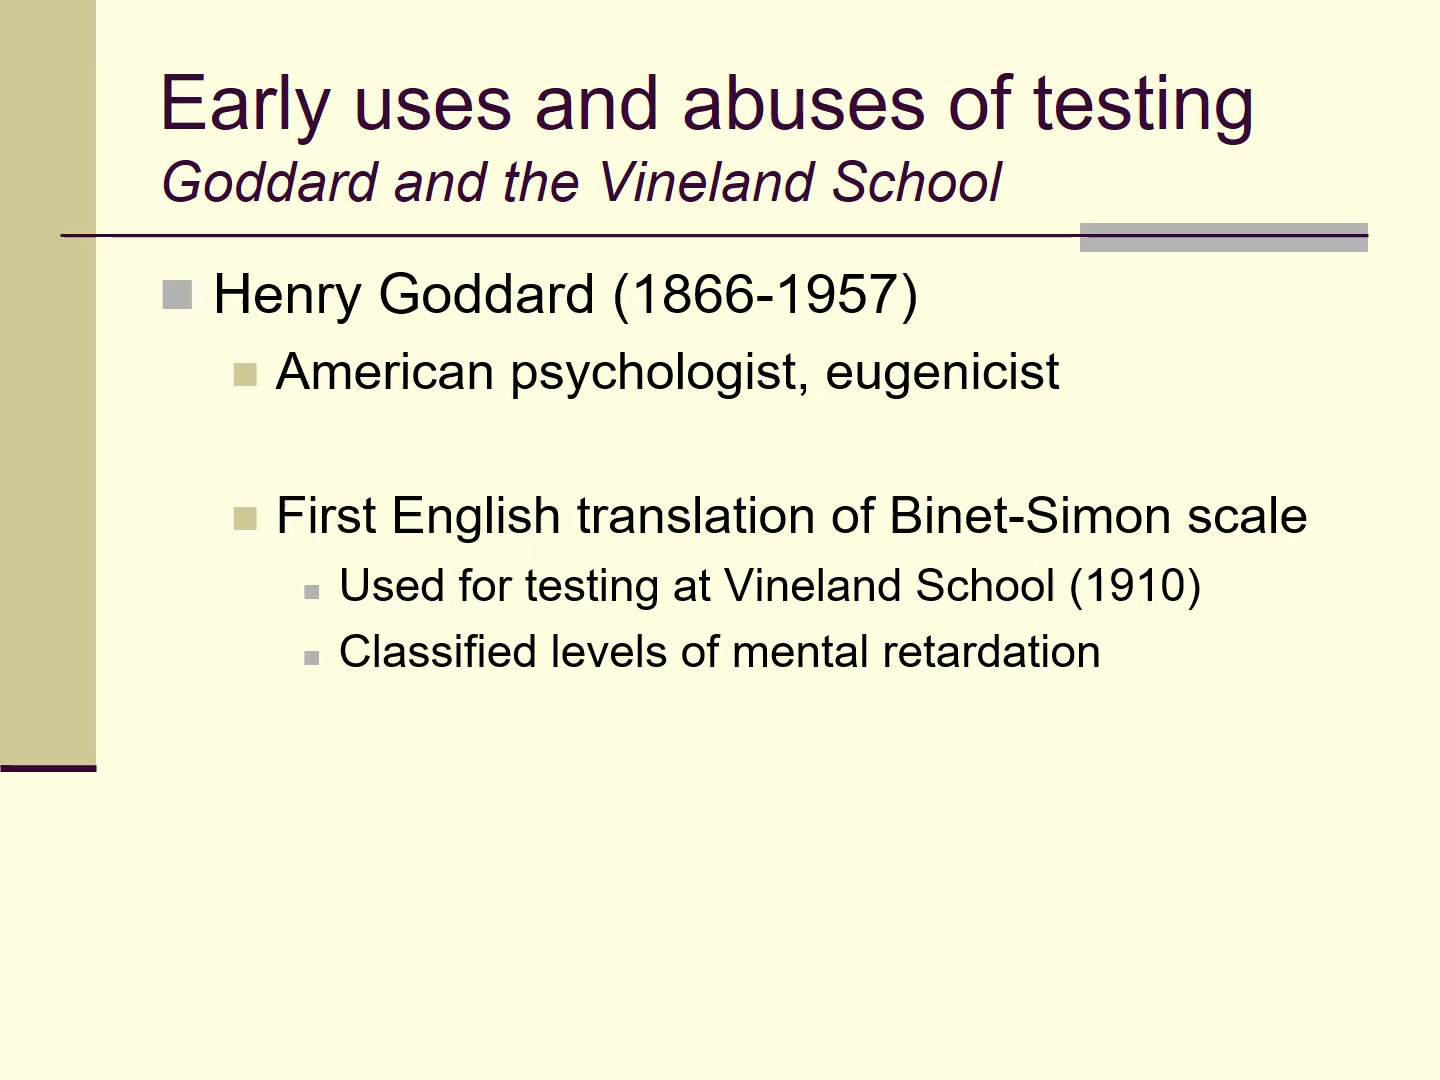 Early uses and abuses of testing
Goddard and the Vineland School
Henry Goddard (1866-1957)
American psychologist, eugenicist
First English translation of Binet-Simon scale
Used for testing at Vineland School (1910)
Classified levels of mental retardation